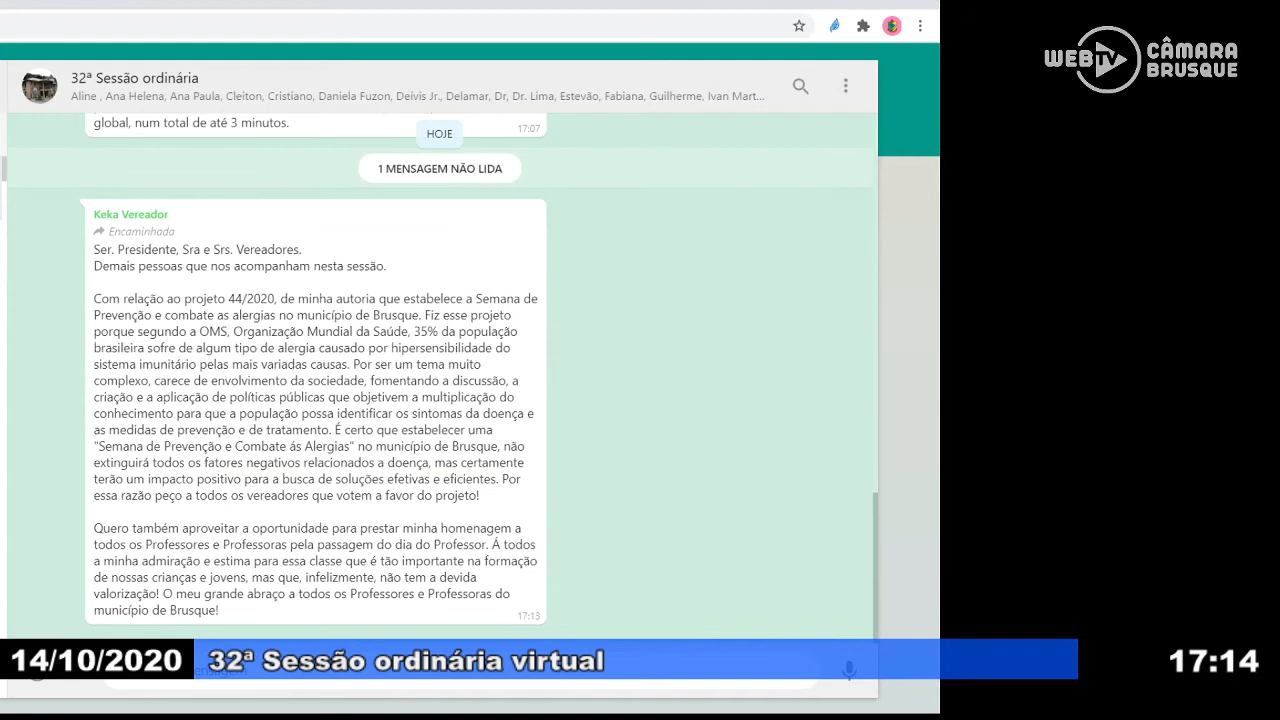 WEBTV CÂMARA BRUSQUE
32ª Sessão ordinária
Aline , Ana Helena, Ana Paula, Cleiton, Cristiano, Daniela Fuzon, Deivis Jr., Delamar, Dr, Dr. Lima, Estevão, Fabiana, Guilherme, Ivan Mart...
global, num total de até 3 minutos.
17:07
HOJE
1 MENSAGEM NÃO LIDA
Keka Vereador
Encaminhada
Ser. Presidente, Sra e Srs. Vereadores.
Demais pessoas que nos acompanham nesta sessão.
Com relação ao projeto 44/2020, de minha autoria que estabelece a Semana de
Prevenção e combate as alergias no município de Brusque. Fiz esse projeto
porque segundo a OMS, Organização Mundial da Saúde, 35% da população
brasileira sofre de algum tipo de alergia causado por hipersensibilidade do
sistema imunitário pelas mais variadas causas. Por ser um tema muito
complexo, carece de envolvimento da sociedade, fomentando a discussão, a
criação e a aplicação de políticas públicas que objetivem a multiplicação do
conhecimento para que a população possa identificar os sintomas da doença e
as medidas de prevenção e de tratamento. É certo que estabelecer uma
"Semana de Prevenção e Combate ás Alergias" no município de Brusque, não
extinguirá todos os fatores negativos relacionados a doença, mas certamente
terão um impacto positivo para a busca de soluções efetivas e eficientes. Por
essa razão peço a todos os vereadores que votem a favor do projeto!
Quero também aproveitar a oportunidade para prestar minha homenagem a
todos os Professores e Professoras pela passagem do dia do Professor. Á todos
a minha admiração e estima para essa classe que é tão importante na formação
de nossas crianças e jovens, mas que, infelizmente, não tem a devida
valorização! O meu grande abraço a todos os Professores e Professoras do
município de Brusque!
17:13
14/10/2020 32ª Sessão ordinária virtual 17:14